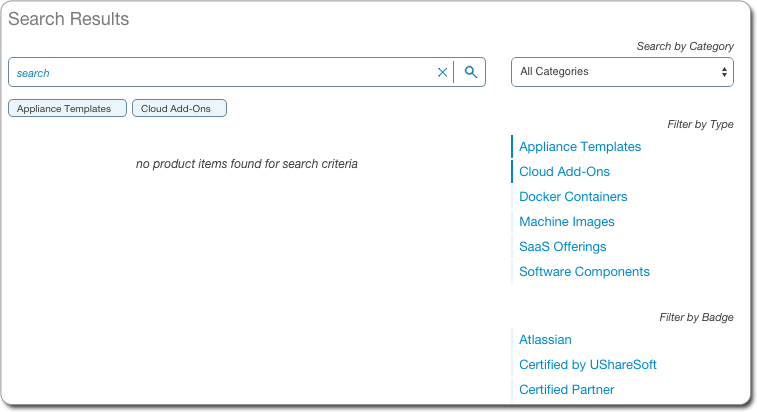 Search Results
Search by Category
search
All Categories
Appliance Templates
Cloud Add-Ons
no product items found for search criteria
Filter by Type
Appliance Templates
Cloud Add-Ons
Docker Containers
Machine Images
SaaS Offerings
Software Components
Filter by Badge
Atlassian
Certified by UShareSoft
Certified Partner